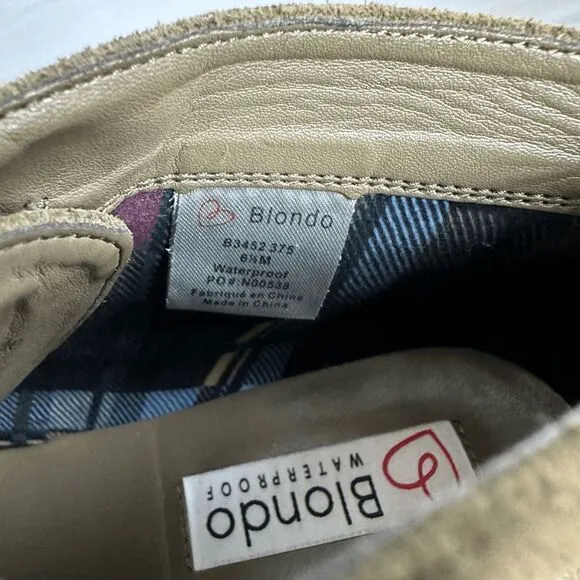 Blondo
B3452 375
6½M
Waterproof
PO#:N00538
Fabriqué en Chine
Made in China
Blondo
WATERPROOF